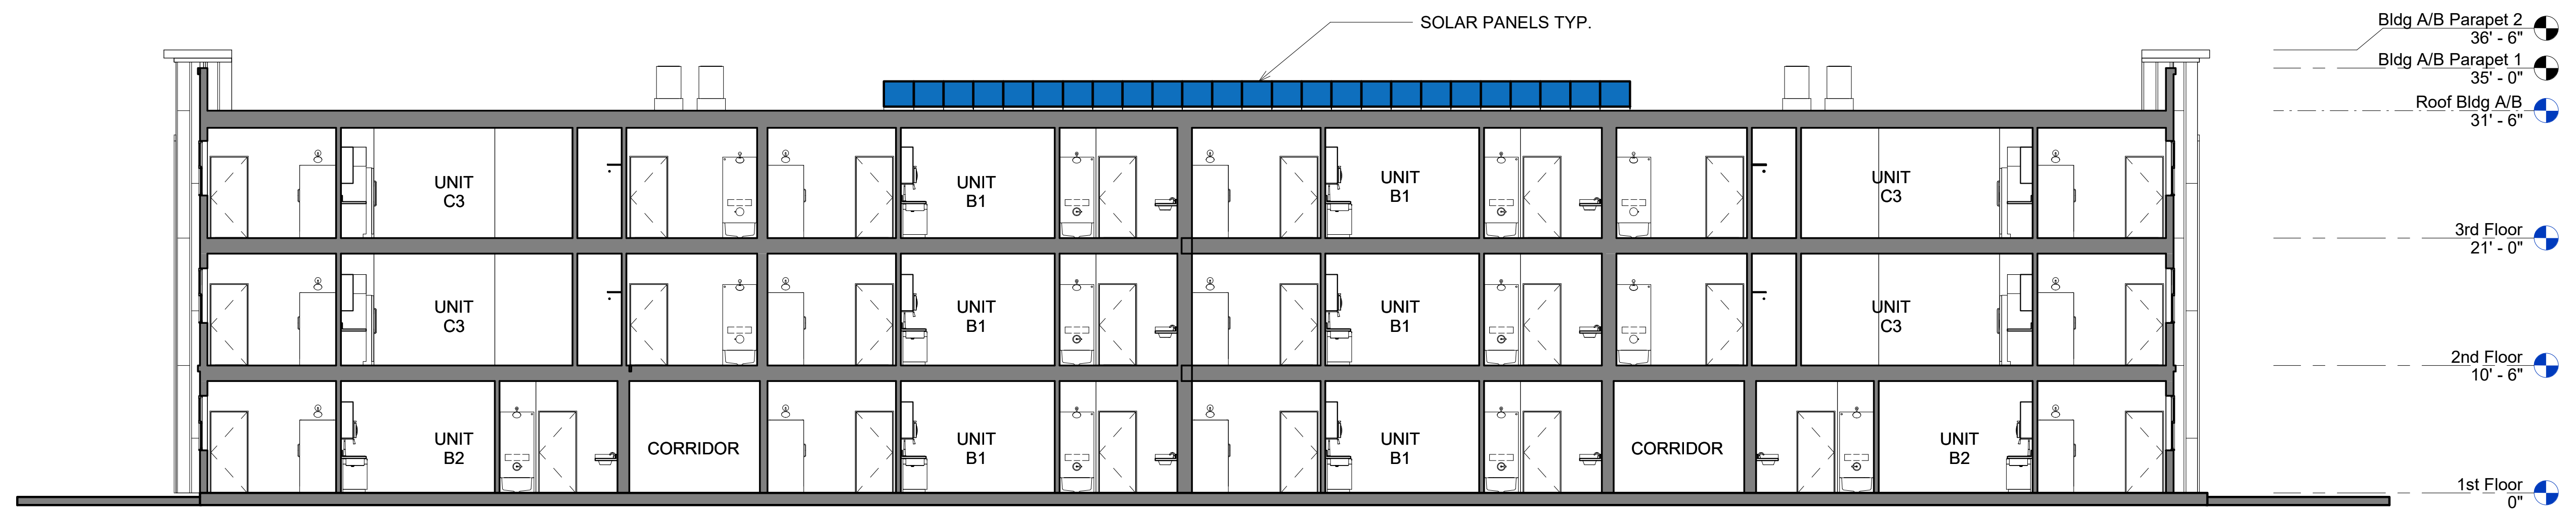 SOLAR PANELS TYP.
Bldg A/B Parapet 2
36' - 6"
Bldg A/B Parapet 1
35' - 0"
Roof Bldg A/B
31' - 6"
UNIT
C3
UNIT
B1
UNIT
B1
UNIT
C3
3rd Floor
21' - 0"
UNIT
C3
UNIT
B1
UNIT
B1
UNIT
C3
2nd Floor
10' - 6"
UNIT
B2
CORRIDOR
UNIT
B1
UNIT
B1
CORRIDOR
UNIT
B2
1st Floor
0"